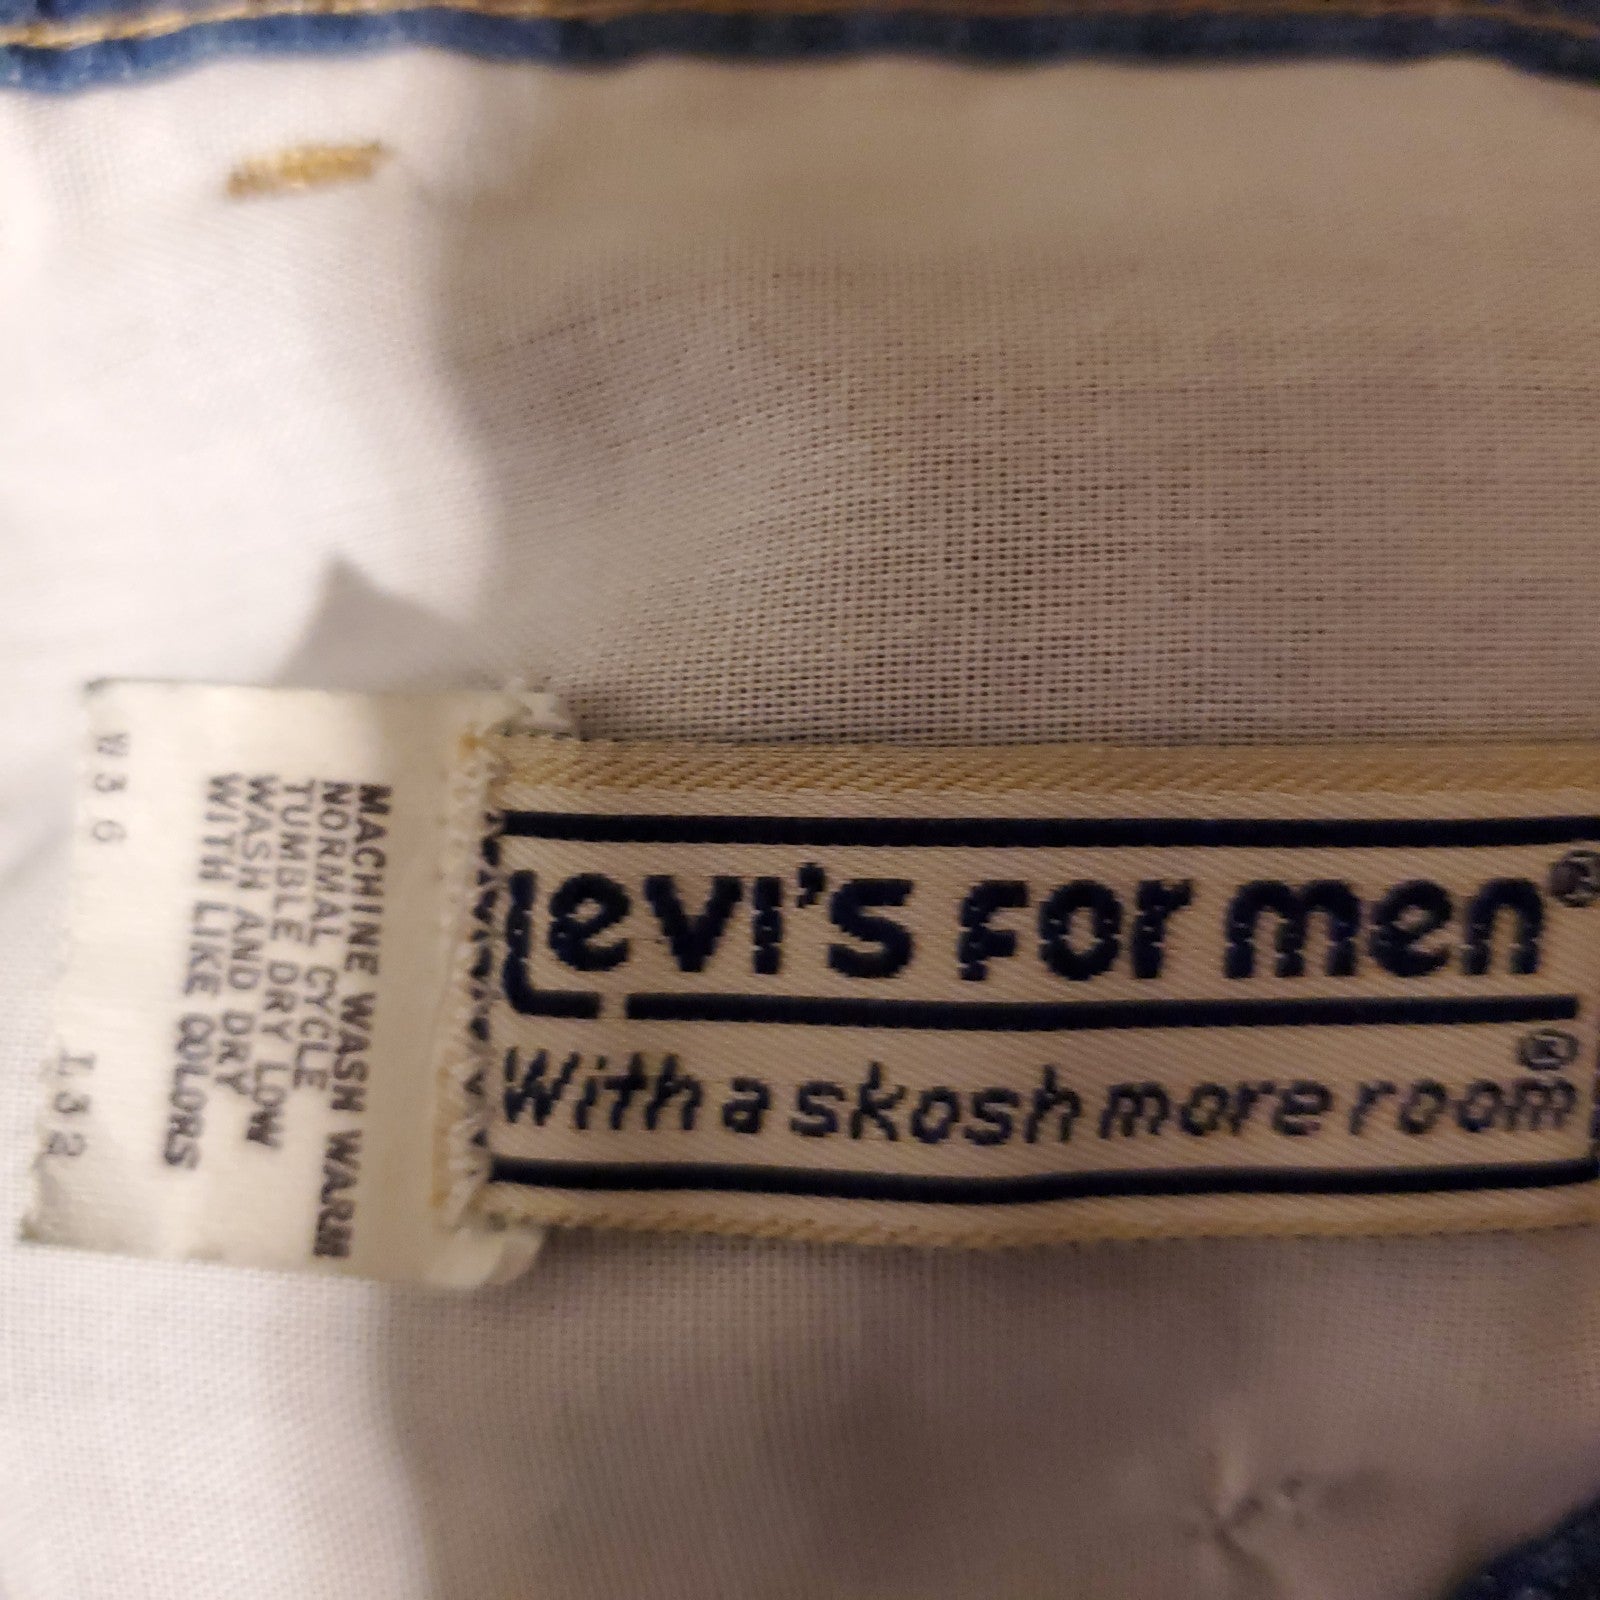 Levi's for men®
With a skosh more room®
MACHINE WASH WARM
NORMAL CYCLE
TUMBLE DRY LOW
WASH AND DRY
WITH LIKE COLORS
W36 L32